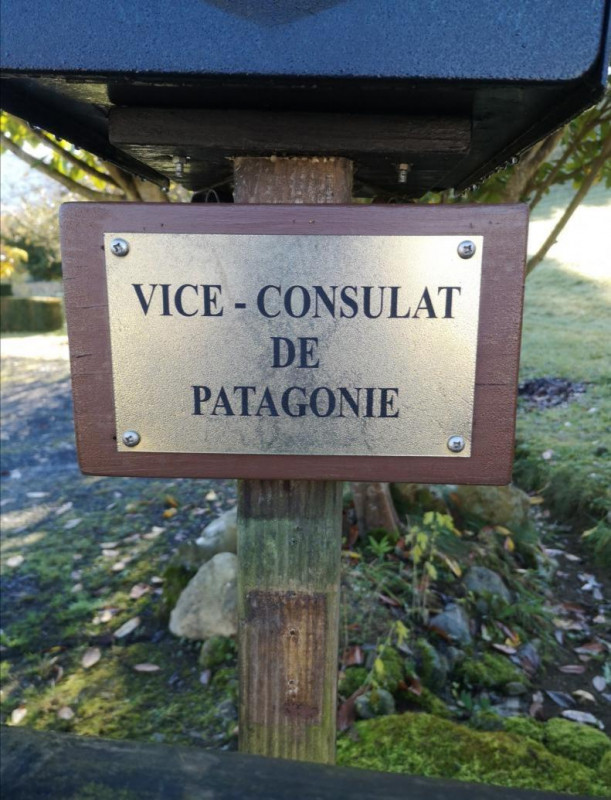 VICE - CONSULAT
DE
PATAGONIE